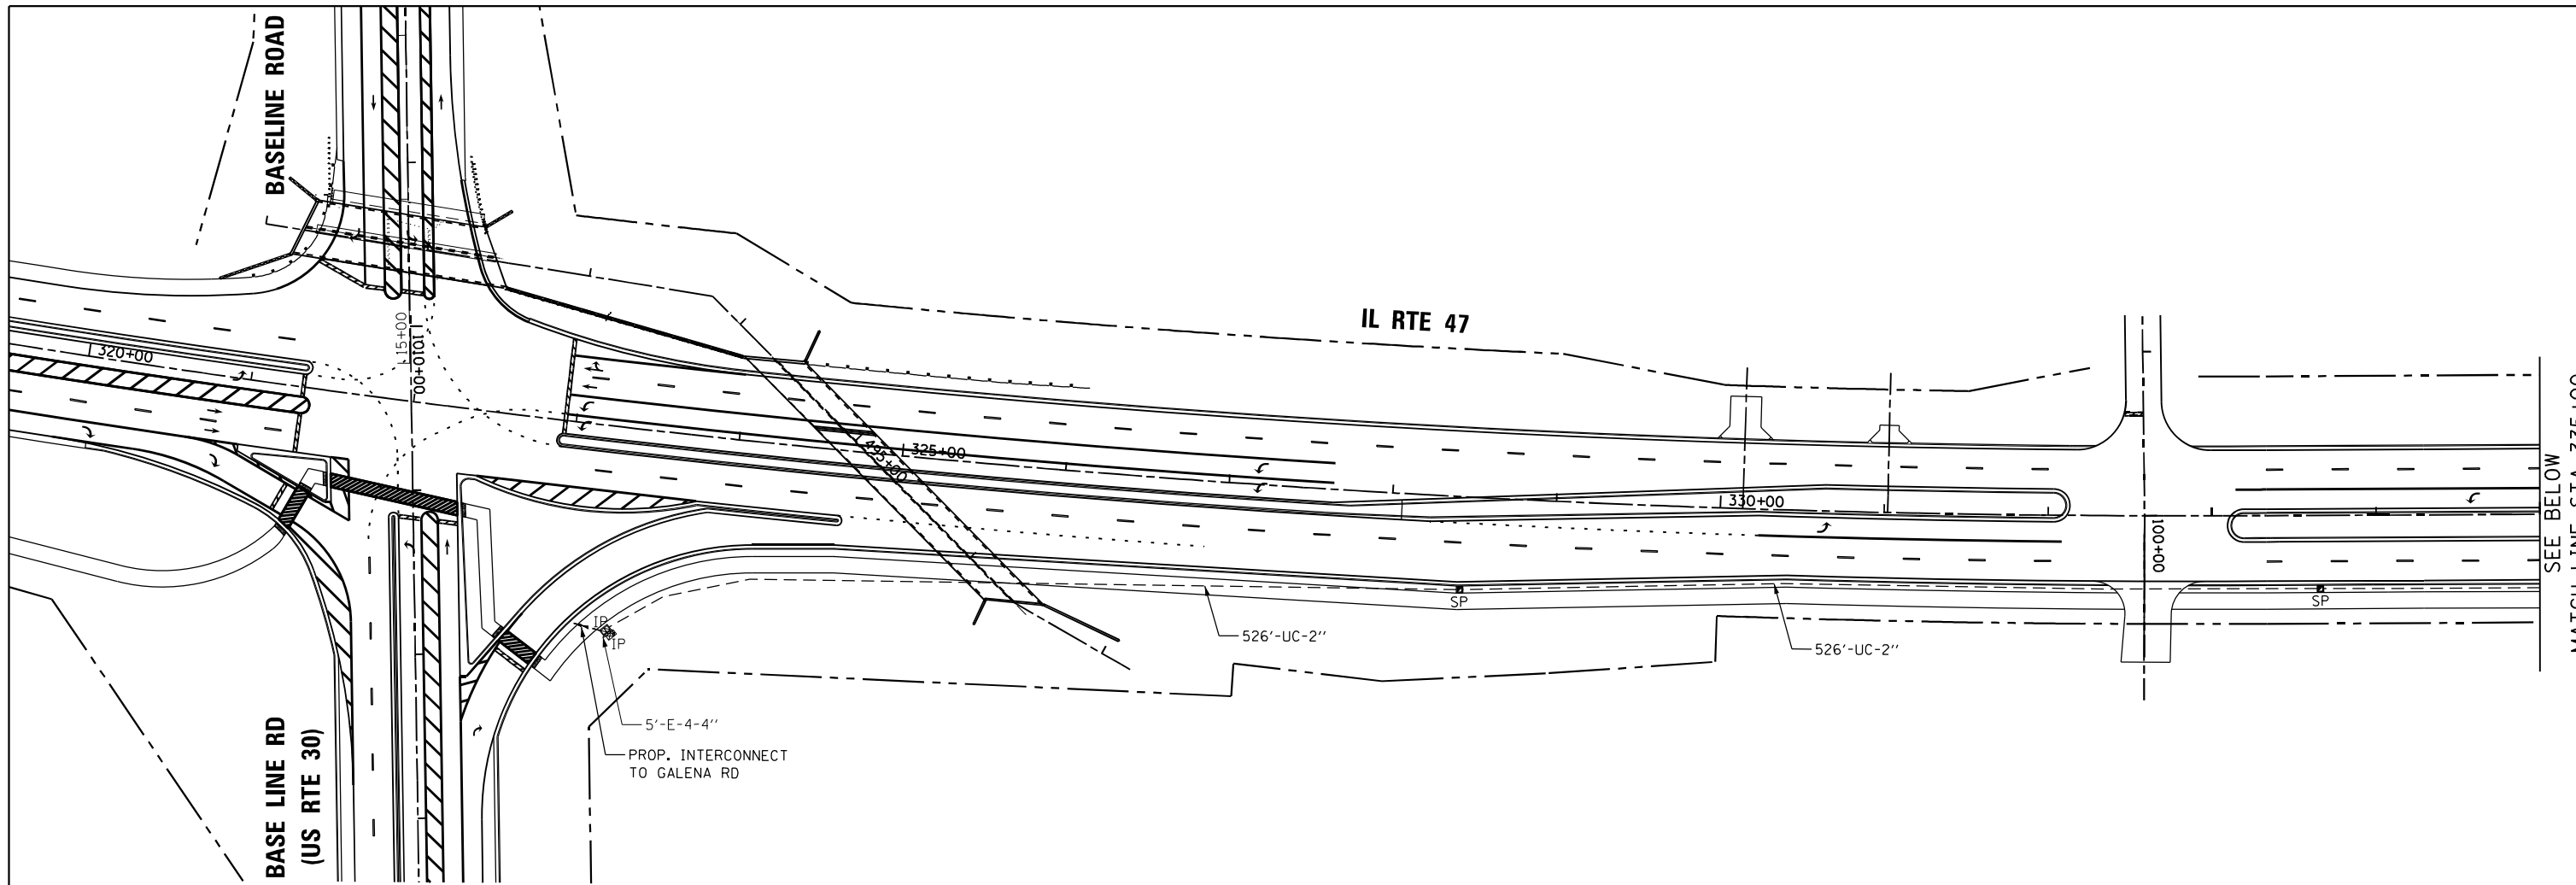 BASELINE ROAD
IL RTE 47
320+00
15+00
1010+00
325+00
495+00
330+00
100+00
SEE BELOW
SP
SP
IP
IP
526'-UC-2''
526'-UC-2''
5'-E-4-4''
PROP. INTERCONNECT
TO GALENA RD
BASE LINE RD
(US RTE 30)